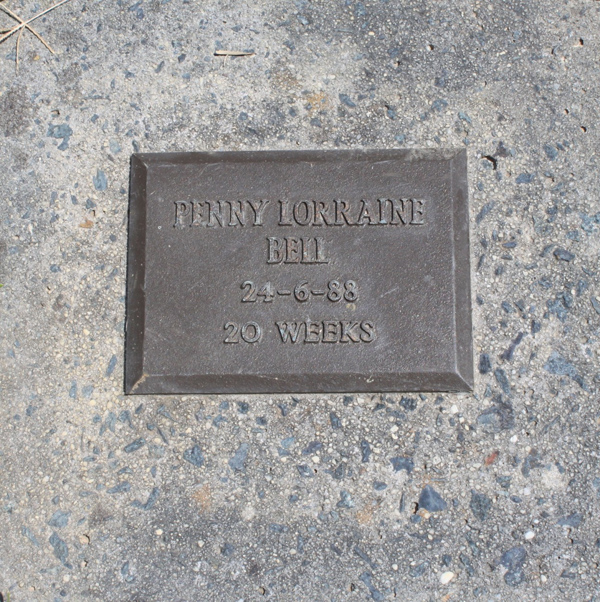 PENNY LORRAINE
BELL
24-6-88
20 WEEKS